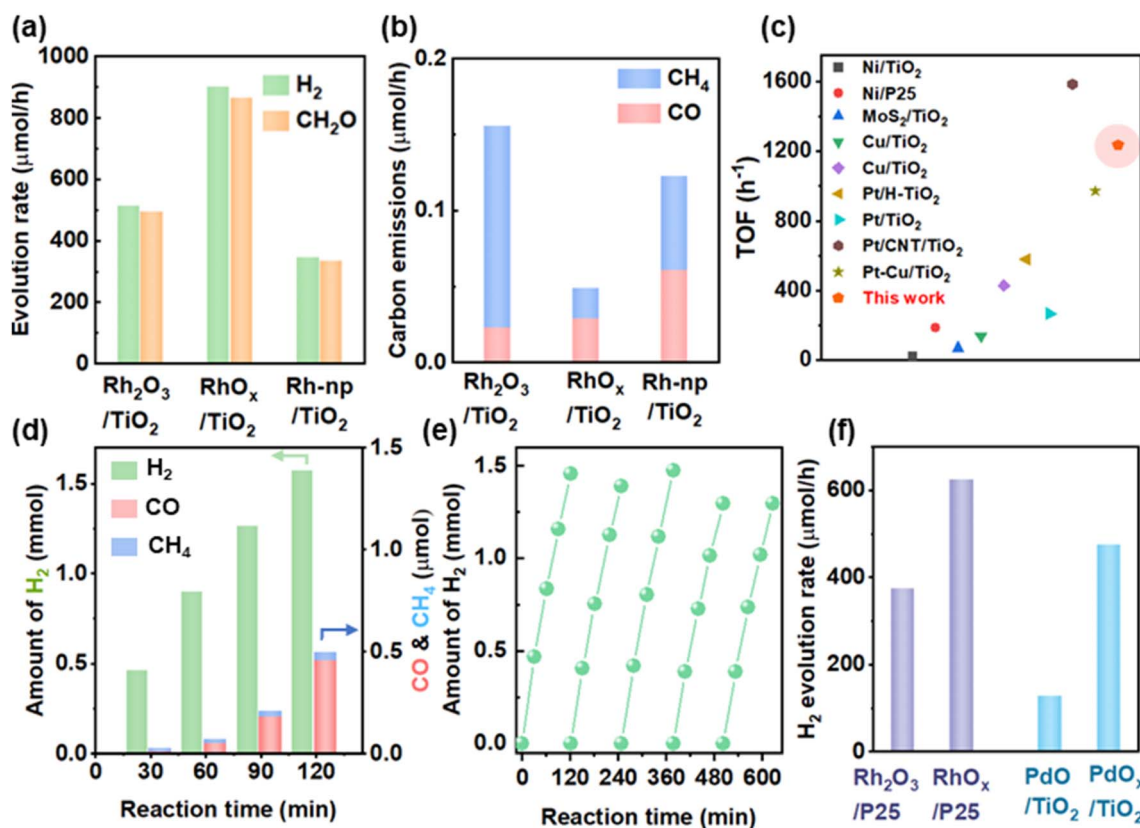 (a)
Evolution rate (μmol/h)
1000
800
600
400
200
0
H₂
CH₂O
Rh₂O₃
/TiO₂
RhOₓ
/TiO₂
Rh-np
/TiO₂
(b)
Carbon emissions (μmol/h)
0.2
0.1
0.0
CH₄
CO
Rh₂O₃
/TiO₂
RhOₓ
/TiO₂
Rh-np
/TiO₂
(c)
TOF (h⁻¹)
1600
1200
800
400
0
Ni/TiO₂
Ni/P25
MoS₂/TiO₂
Cu/TiO₂
Cu/TiO₂
Pt/H-TiO₂
Pt/TiO₂
Pt/CNT/TiO₂
Pt-Cu/TiO₂
This work
(d)
Amount of H₂ (mmol)
1.5
1.0
0.5
0.0
H₂
CO
CH₄
1.5
1.0
0.5
0.0
CO & CH₄ (μmol)
0 30 60 90 120
Reaction time (min)
(e)
Amount of H₂ (mmol)
1.5
1.0
0.5
0.0
0 120 240 360 480 600
Reaction time (min)
(f)
H₂ evolution rate (μmol/h)
600
400
200
0
Rh₂O₃
/P25
RhOₓ
/P25
PdO
/TiO₂
PdOₓ
/TiO₂